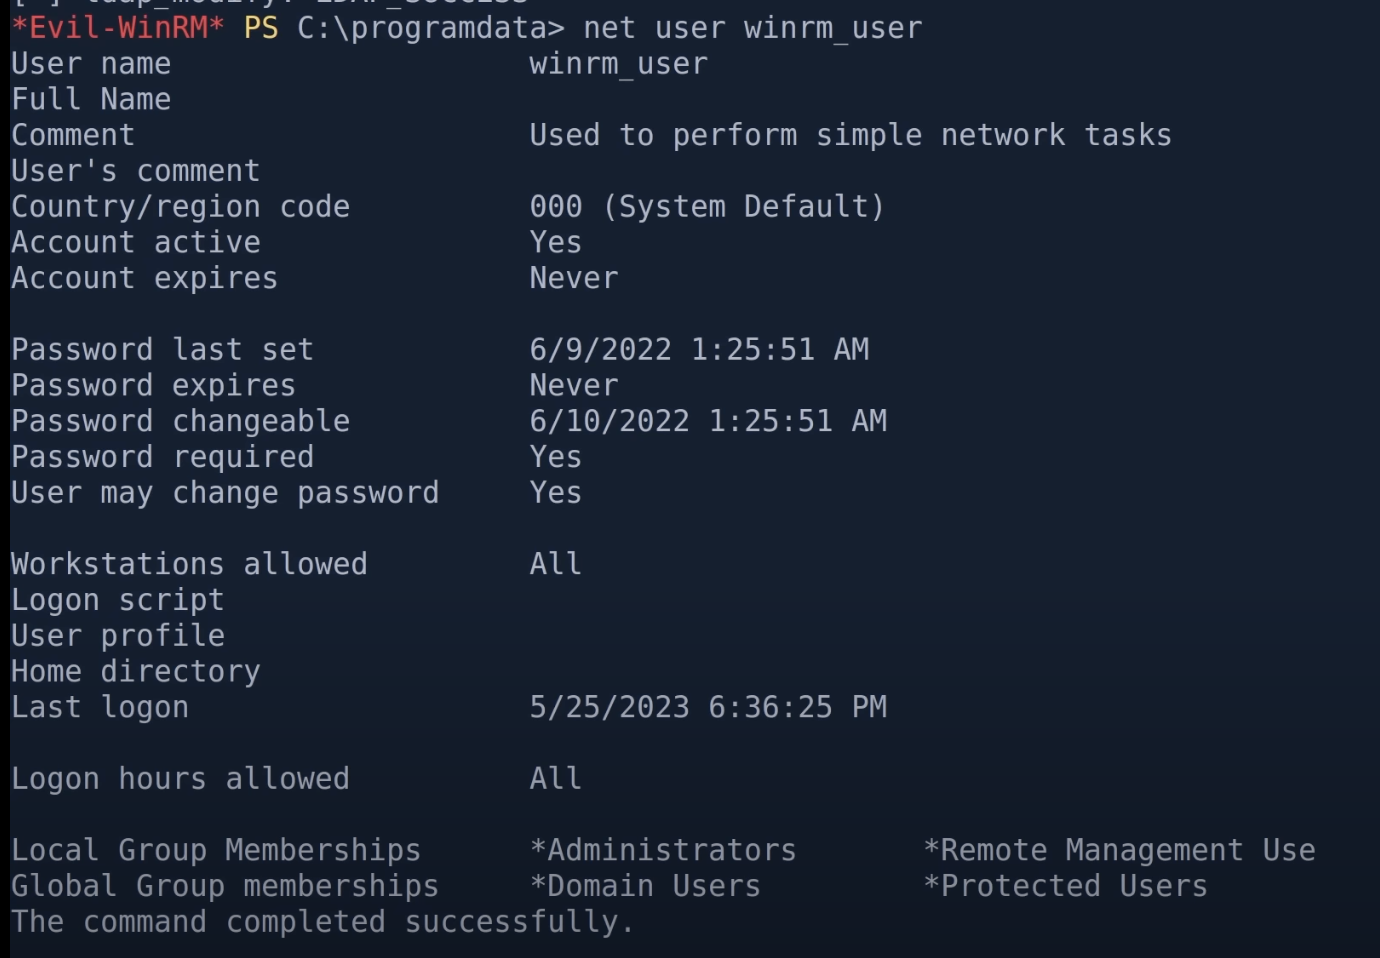 *Evil-WinRM* PS C:\programdata> net user winrm_user
User name                    winrm_user
Full Name
Comment                      Used to perform simple network tasks
User's comment
Country/region code          000 (System Default)
Account active               Yes
Account expires              Never
Password last set            6/9/2022 1:25:51 AM
Password expires             Never
Password changeable          6/10/2022 1:25:51 AM
Password required            Yes
User may change password     Yes
Workstations allowed         All
Logon script
User profile
Home directory
Last logon                   5/25/2023 6:36:25 PM
Logon hours allowed          All
Local Group Memberships      *Administrators       *Remote Management Use
Global Group memberships     *Domain Users         *Protected Users
The command completed successfully.